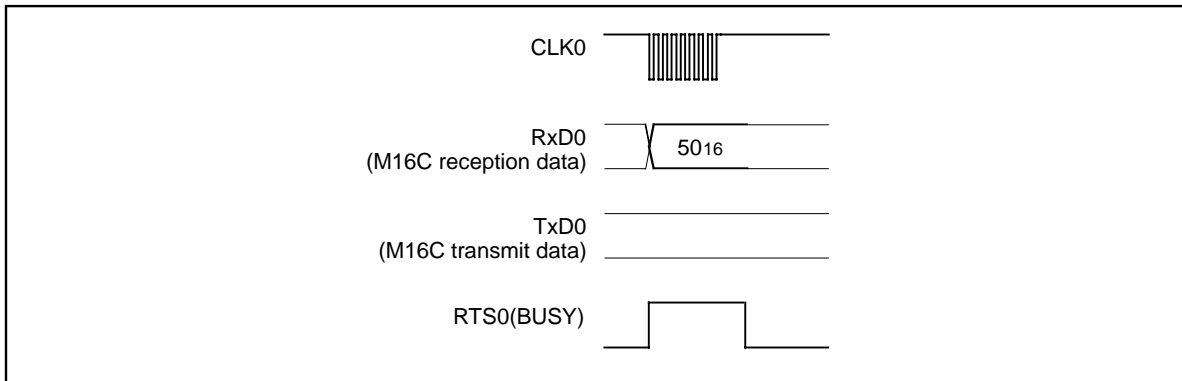 CLK0
RxD0
(M16C reception data)
5016
TxD0
(M16C transmit data)
RTS0(BUSY)